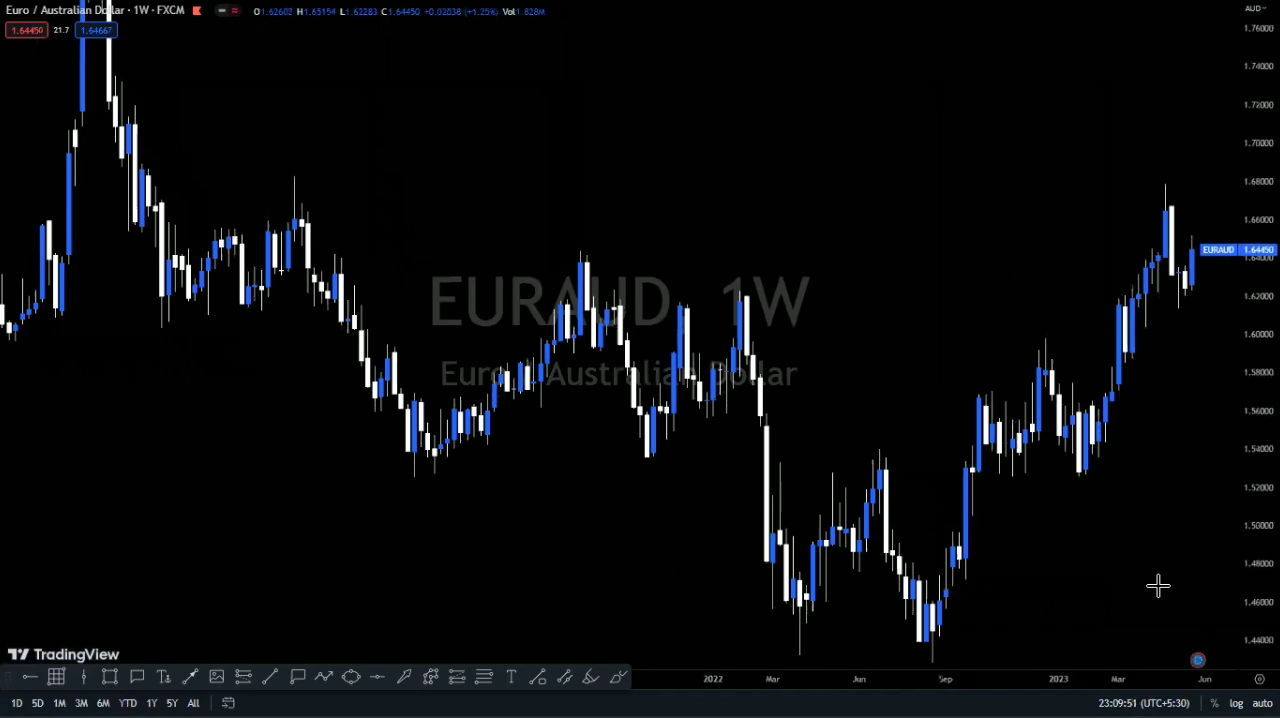 Euro / Australian Dollar · 1W · FXCM O1.62603 H1.65154 L1.62283 C1.64450 +0.02038 (+1.25%) Vol1.828M AUD
1.64450 21.7 1.64667
1.76000
1.74000
1.72000
1.70000
1.68000
1.66000
EURAUD 1.64450
1.64000
EURAUD, 1W
1.62000
1.60000
Euro / Australian Dollar
1.58000
1.56000
1.54000
1.52000
1.50000
1.48000
1.46000
1.44000
TradingView
2022 Mar Jun Sep 2023 Mar Jun
1D 5D 1M 3M 6M YTD 1Y 5Y All 23:09:51 (UTC+5:30) % log auto